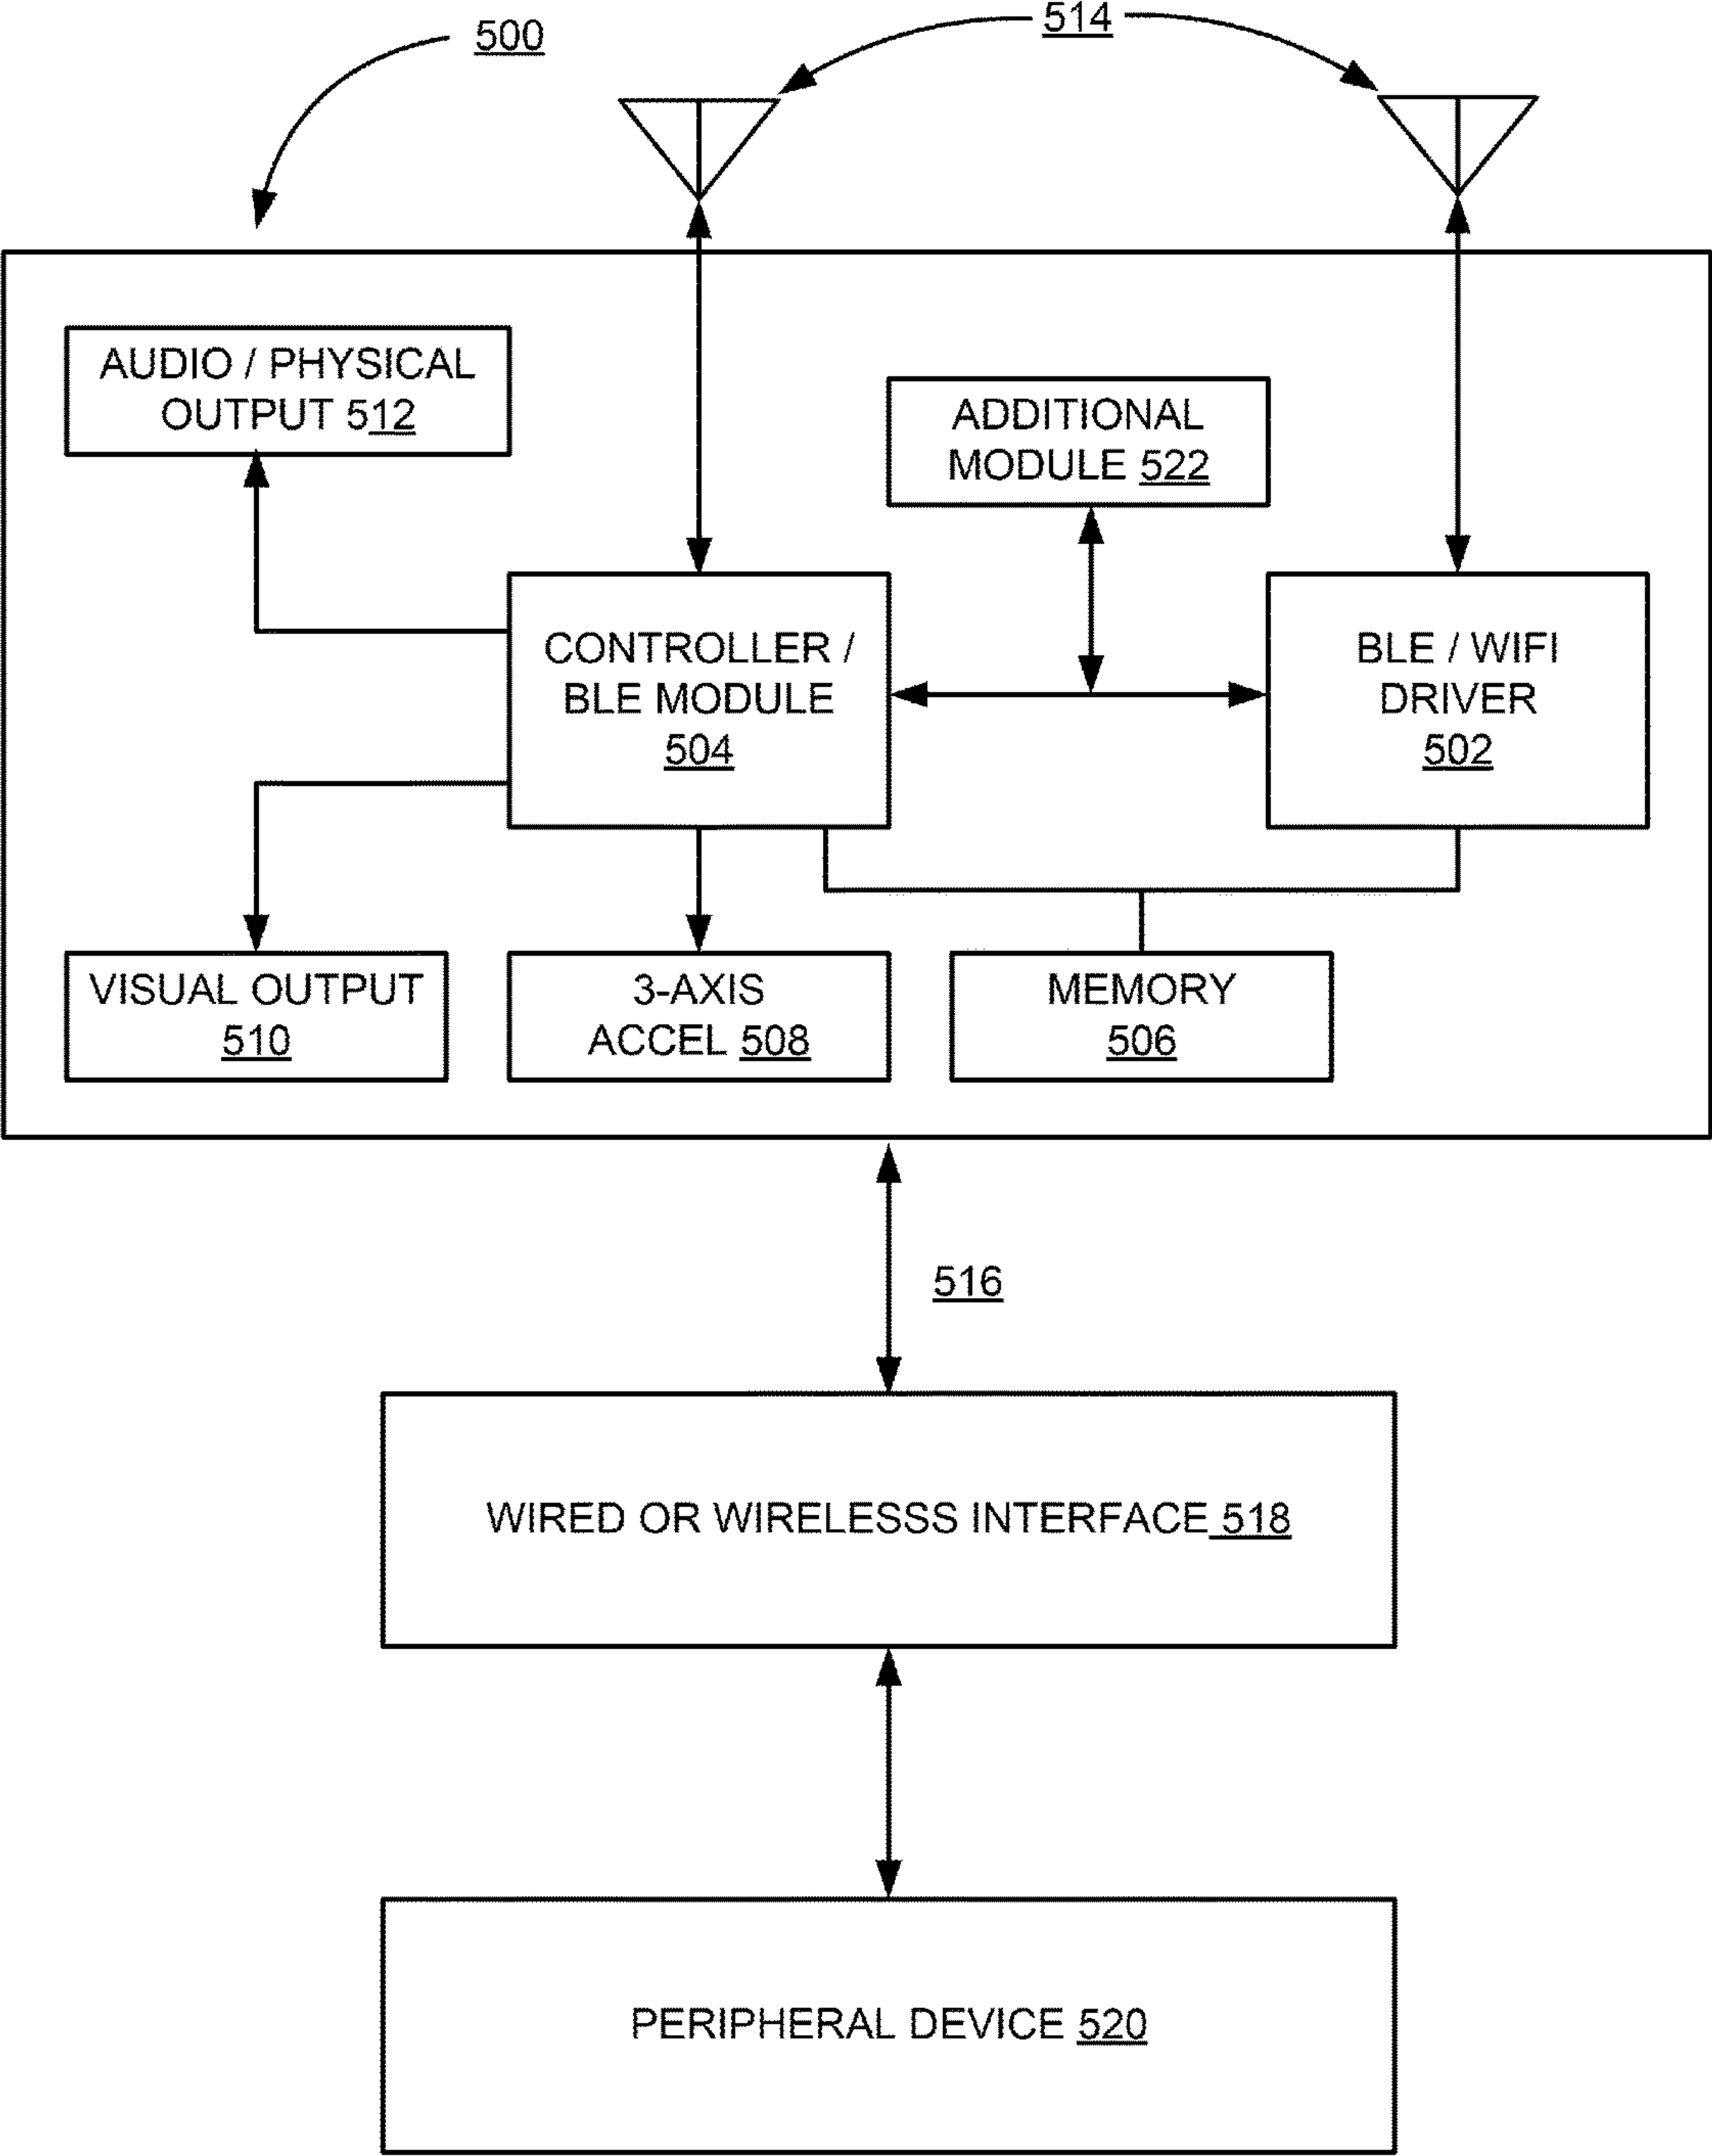 500
514
AUDIO / PHYSICAL
OUTPUT 512
ADDITIONAL
MODULE 522
CONTROLLER /
BLE MODULE
504
BLE / WIFI
DRIVER
502
VISUAL OUTPUT
510
3-AXIS
ACCEL 508
MEMORY
506
516
WIRED OR WIRELESSS INTERFACE 518
PERIPHERAL DEVICE 520